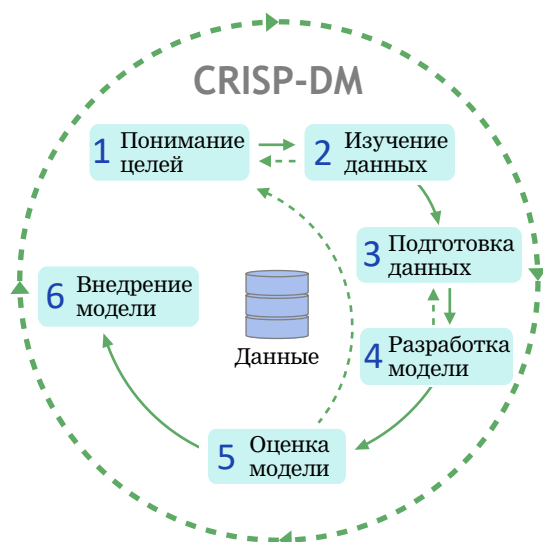 CRISP-DM
1 Понимание
целей
2 Изучение
данных
3 Подготовка
данных
4 Разработка
модели
5 Оценка
модели
6 Внедрение
модели
Данные